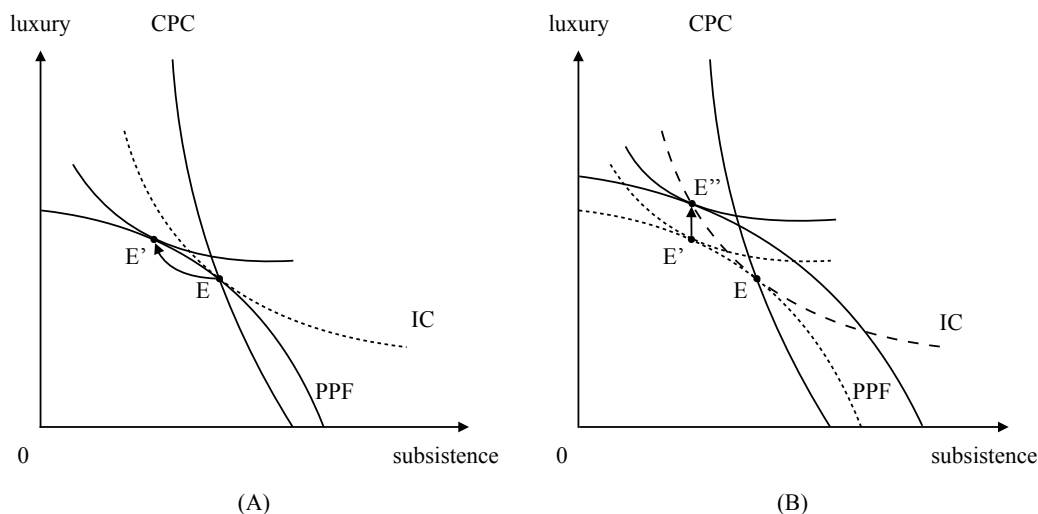 luxury CPC
E'
E
IC
PPF
0 subsistence
(A)
luxury CPC
E’’
E’
E
IC
PPF
0 subsistence
(B)